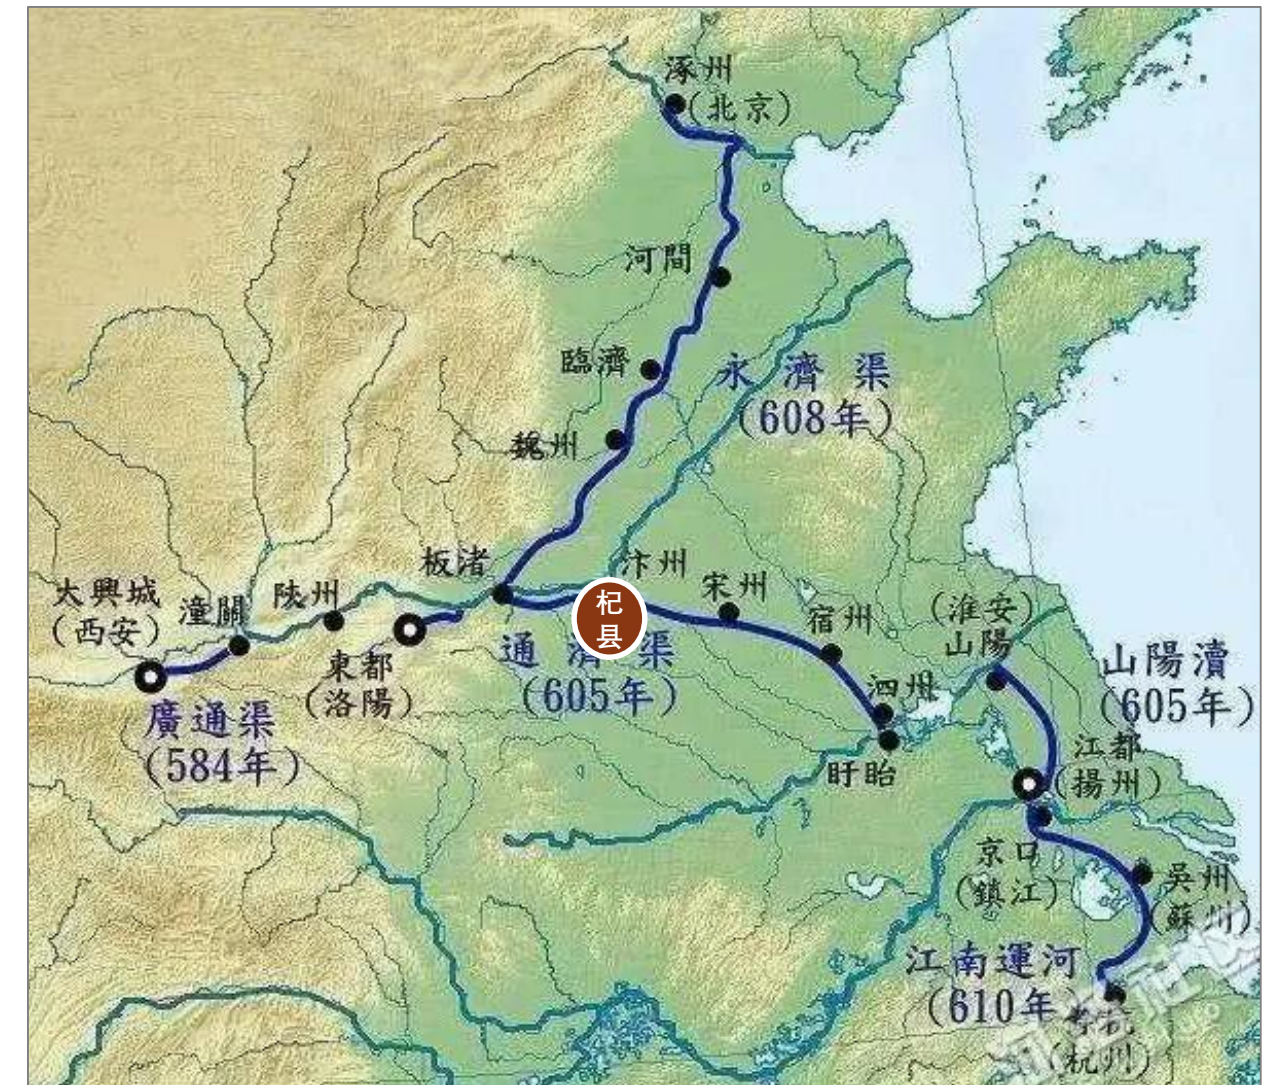 涿州
(北京)
河間
臨濟
永濟渠
(608年)
魏州
板渚
汴州
宋州
杞
县
大興城
(西安)
潼關
陝州
東都
(洛陽)
通濟渠
(605年)
宿州
(淮安)
山陽
泗州
盱眙
山陽瀆
(605年)
廣通渠
(584年)
江都
(揚州)
京口
(鎮江)
吳州
(蘇州)
江南運河
(610年)
(杭州)